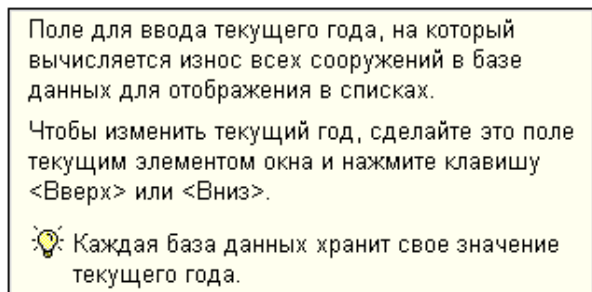 Поле для ввода текущего года, на который
вычисляется износ всех сооружений в базе
данных для отображения в списках.
Чтобы изменить текущий год, сделайте это поле
текущим элементом окна и нажмите клавишу
<Вверх> или <Вниз>.
Каждая база данных хранит свое значение
текущего года.